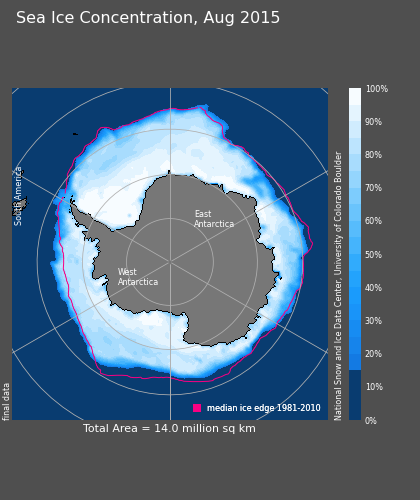 Sea Ice Concentration, Aug 2015
100%
90%
80%
70%
60%
50%
40%
30%
20%
10%
0%
National Snow and Ice Data Center, University of Colorado Boulder
South America
East
Antarctica
West
Antarctica
final data
median ice edge 1981-2010
Total Area = 14.0 million sq km